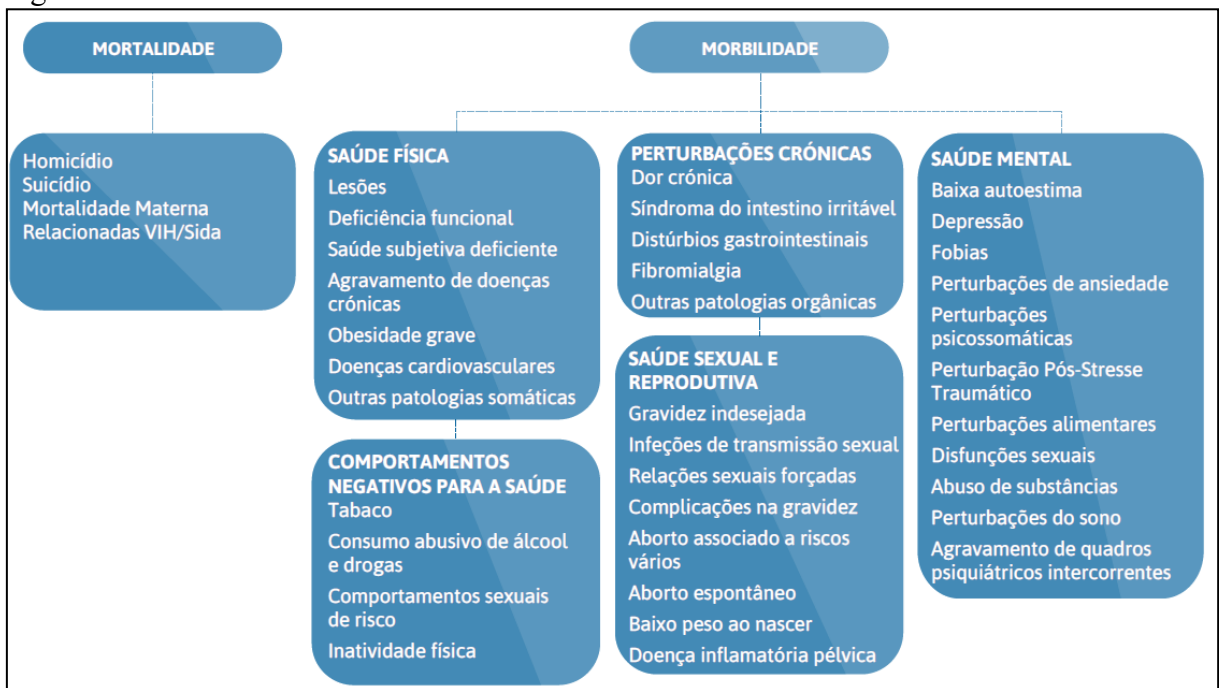 MORTALIDADE
Homicídio
Suicídio
Mortalidade Materna
Relacionadas VIH/Sida
MORBILIDADE
SAÚDE FÍSICA
Lesões
Deficiência funcional
Saúde subjetiva deficiente
Agravamento de doenças
crónicas
Obesidade grave
Doenças cardiovasculares
Outras patologias somáticas
COMPORTAMENTOS
NEGATIVOS PARA A SAÚDE
Tabaco
Consumo abusivo de álcool
e drogas
Comportamentos sexuais
de risco
Inatividade física
PERTURBAÇÕES CRÓNICAS
Dor crónica
Síndroma do intestino irritável
Distúrbios gastrointestinais
Fibromialgia
Outras patologias orgânicas
SAÚDE SEXUAL E
REPRODUTIVA
Gravidez indesejada
Infeções de transmissão sexual
Relações sexuais forçadas
Complicações na gravidez
Aborto associado a riscos
vários
Aborto espontâneo
Baixo peso ao nascer
Doença inflamatória pélvica
SAÚDE MENTAL
Baixa autoestima
Depressão
Fobias
Perturbações de ansiedade
Perturbações
psicossomáticas
Perturbação Pós-Stresse
Traumático
Perturbações alimentares
Disfunções sexuais
Abuso de substâncias
Perturbações do sono
Agravamento de quadros
psiquiátricos intercorrentes